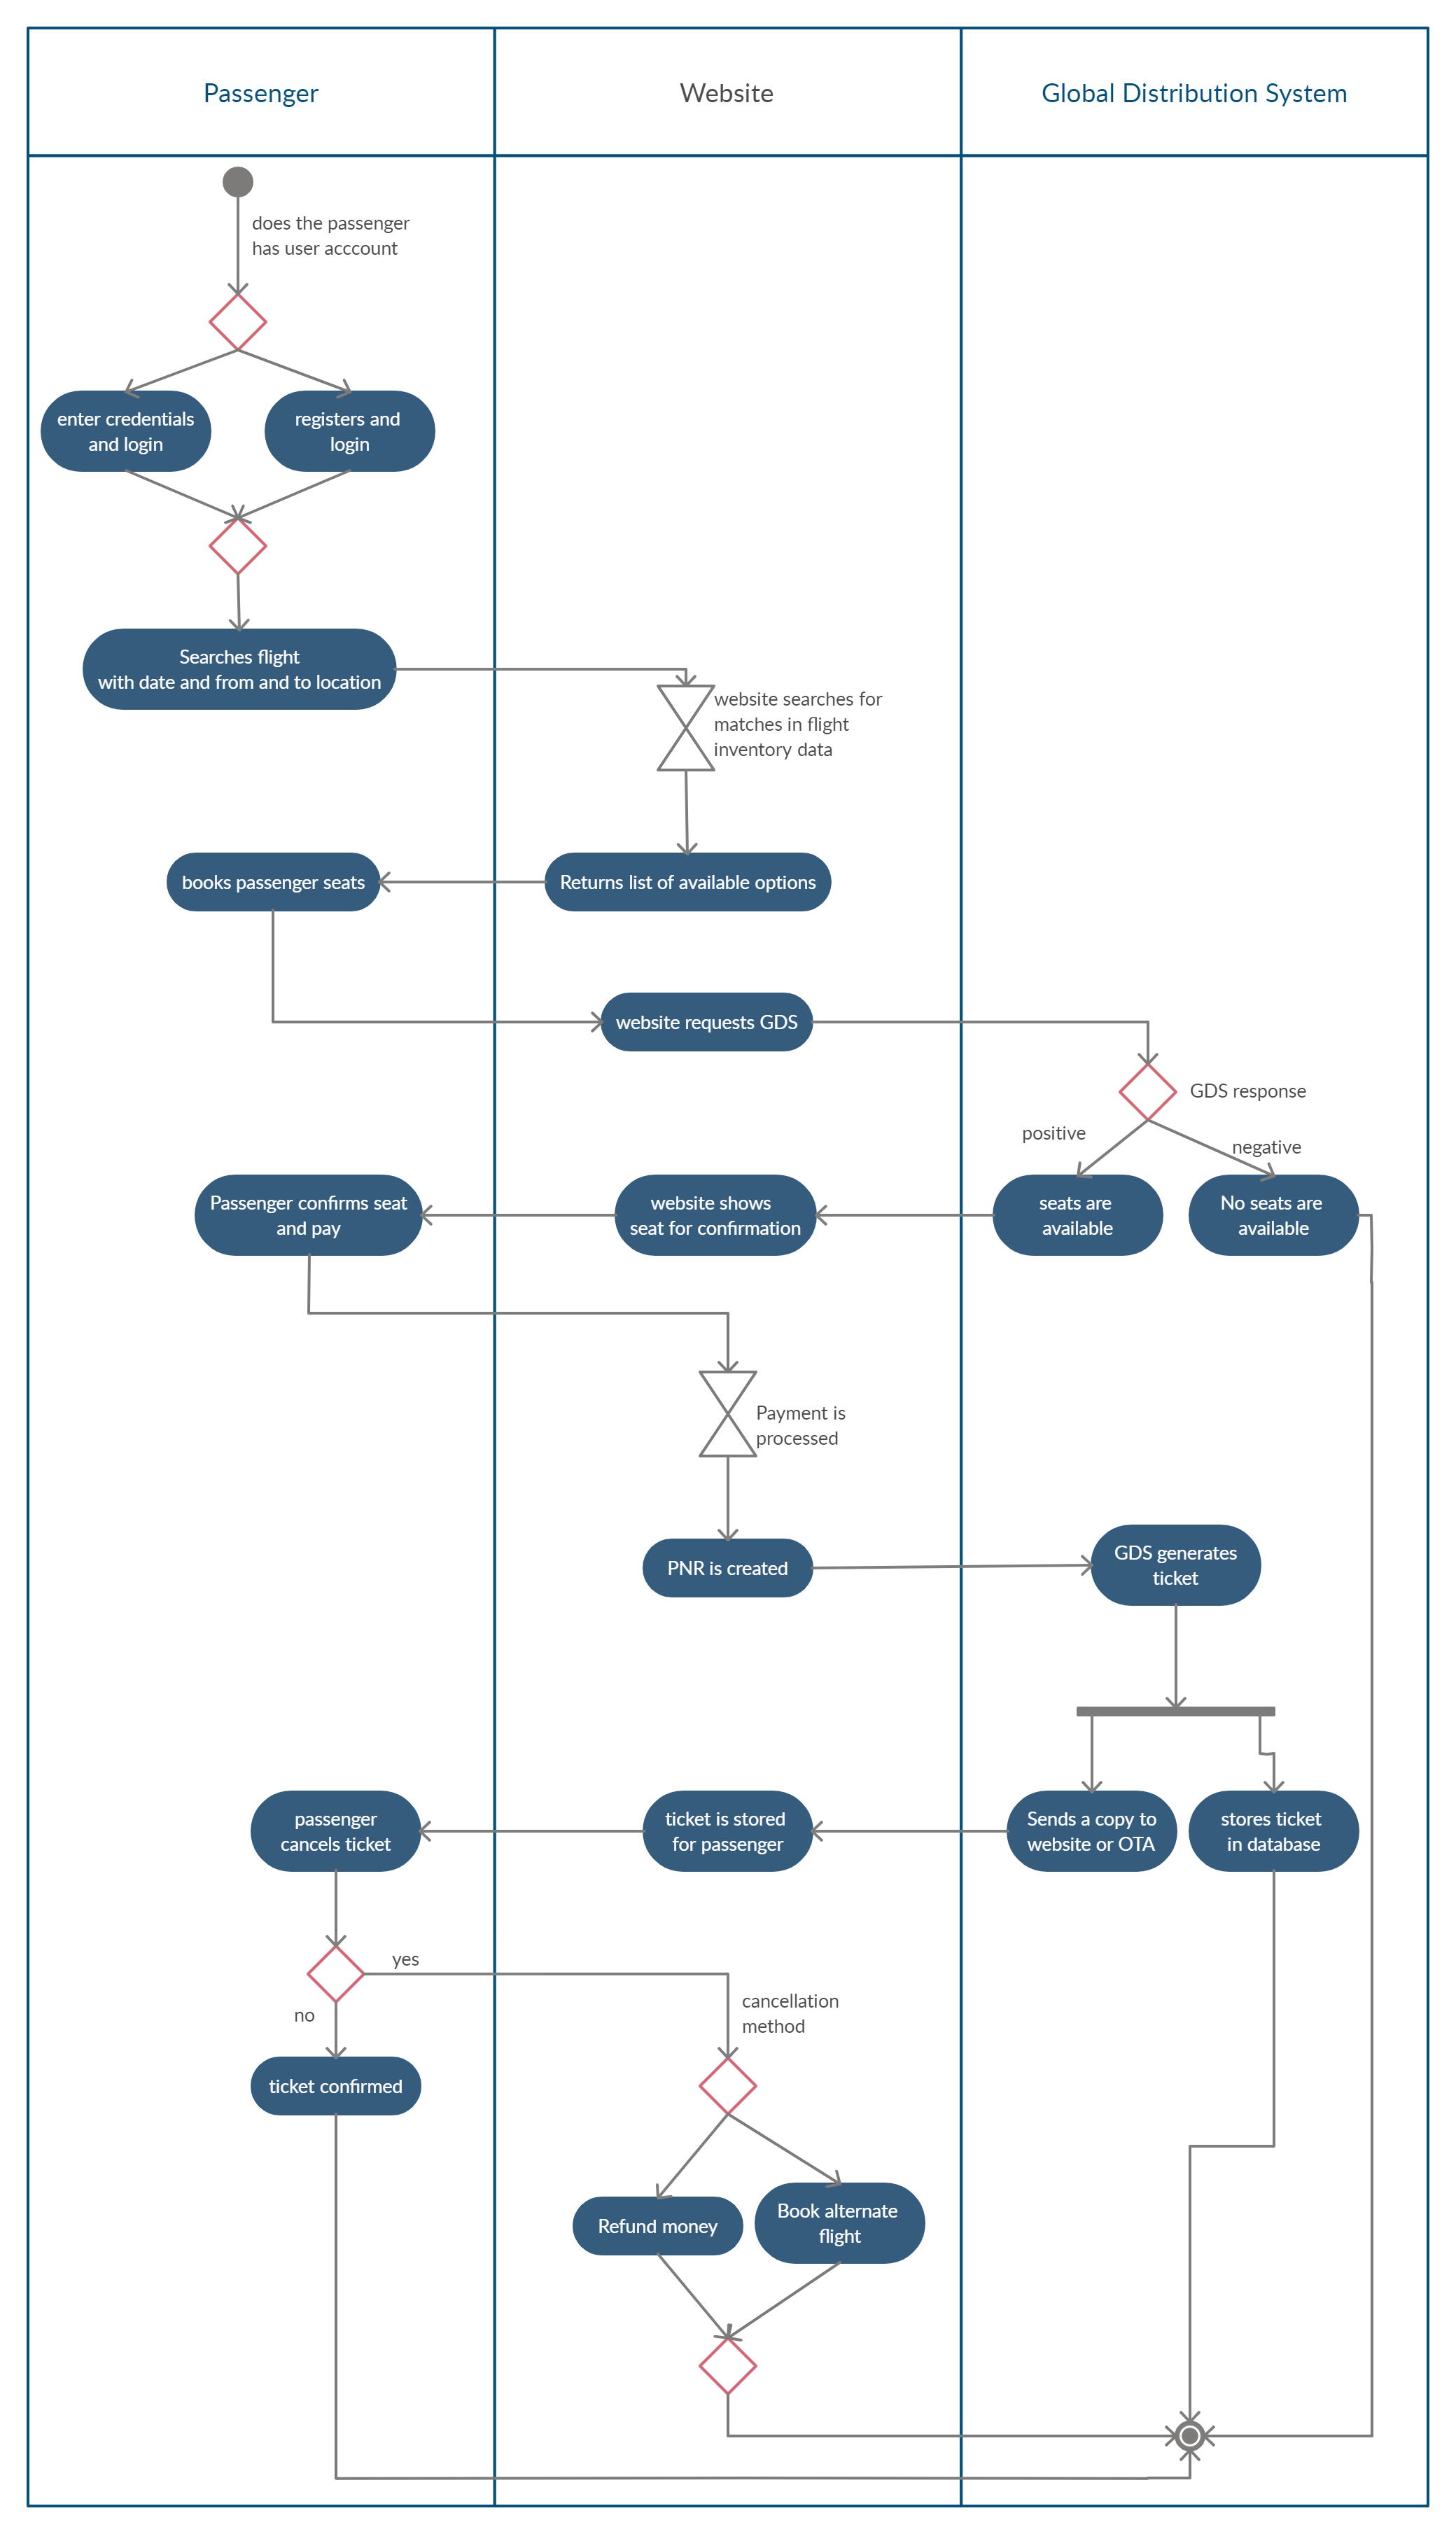 Passenger
Website
Global Distribution System
does the passenger
has user acccount
enter credentials
and login
registers and
login
Searches flight
with date and from and to location
website searches for
matches in flight
inventory data
books passenger seats
Returns list of available options
website requests GDS
GDS response
positive
negative
Passenger confirms seat
and pay
website shows
seat for confirmation
seats are
available
No seats are
available
Payment is
processed
PNR is created
GDS generates
ticket
passenger
cancels ticket
ticket is stored
for passenger
Sends a copy to
website or OTA
stores ticket
in database
yes
no
cancellation
method
ticket confirmed
Refund money
Book alternate
flight